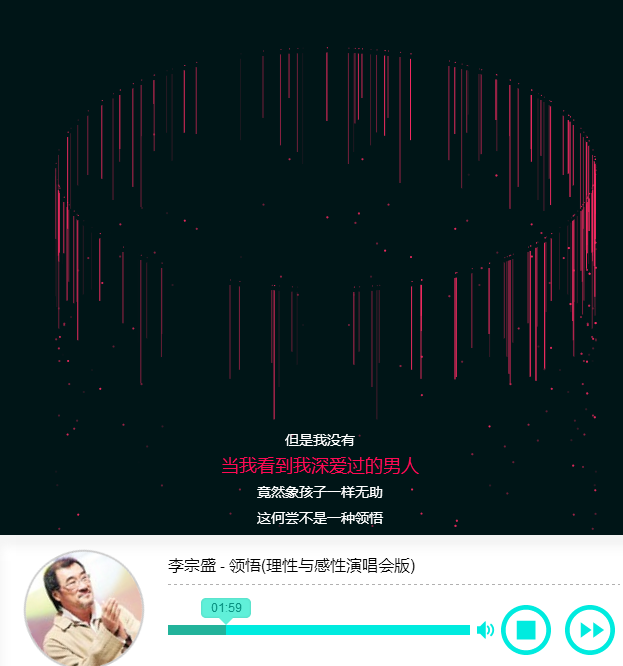 但是我没有
当我看到我深爱过的男人
竟然象孩子一样无助
这何尝不是一种领悟
李宗盛 - 领悟(理性与感性演唱会版)
01:59